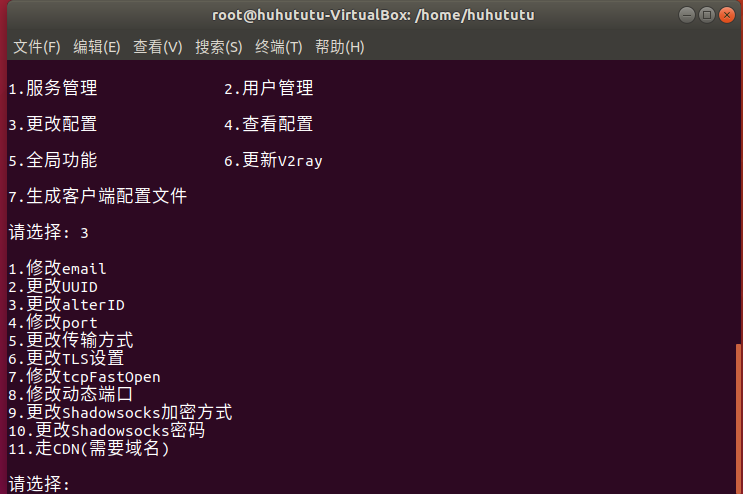 root@huhututu-VirtualBox: /home/huhututu
文件(F) 编辑(E) 查看(V) 搜索(S) 终端(T) 帮助(H)
1.服务管理 2.用户管理
3.更改配置 4.查看配置
5.全局功能 6.更新V2ray
7.生成客户端配置文件
请选择: 3
1.修改email
2.更改UUID
3.更改alterID
4.修改port
5.更改传输方式
6.更改TLS设置
7.修改tcpFastOpen
8.修改动态端口
9.更改Shadowsocks加密方式
10.更改Shadowsocks密码
11.走CDN(需要域名)
请选择: